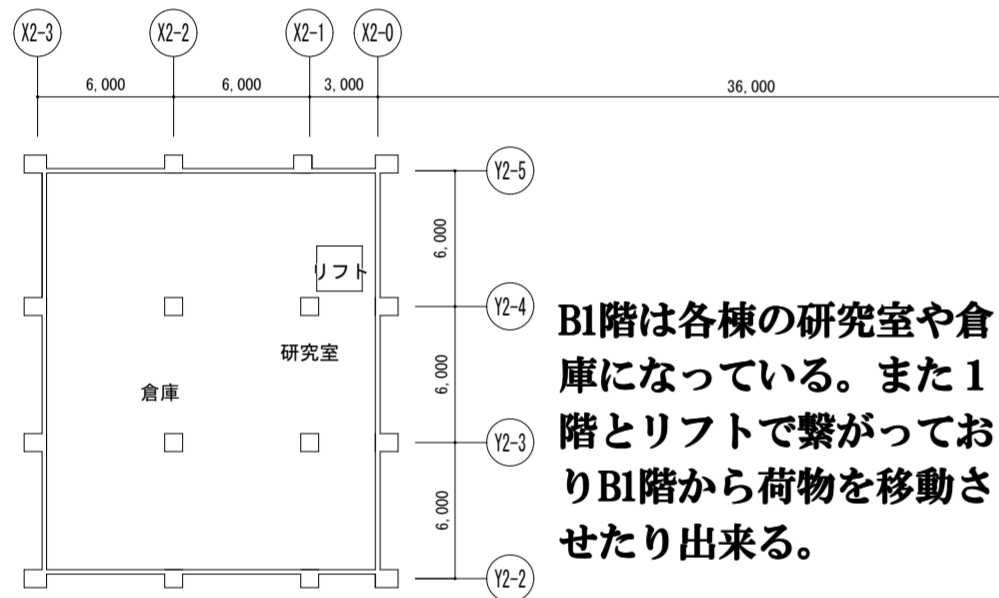 X2-3
X2-2
X2-1
X2-0
6,000
6,000
3,000
36,000
Y2-5
6,000
リフト
Y2-4
研究室
6,000
倉庫
Y2-3
6,000
Y2-2
B1階は各棟の研究室や倉
庫になっている。また１
階とリフトで繋がってお
りB1階から荷物を移動さ
せたり出来る。